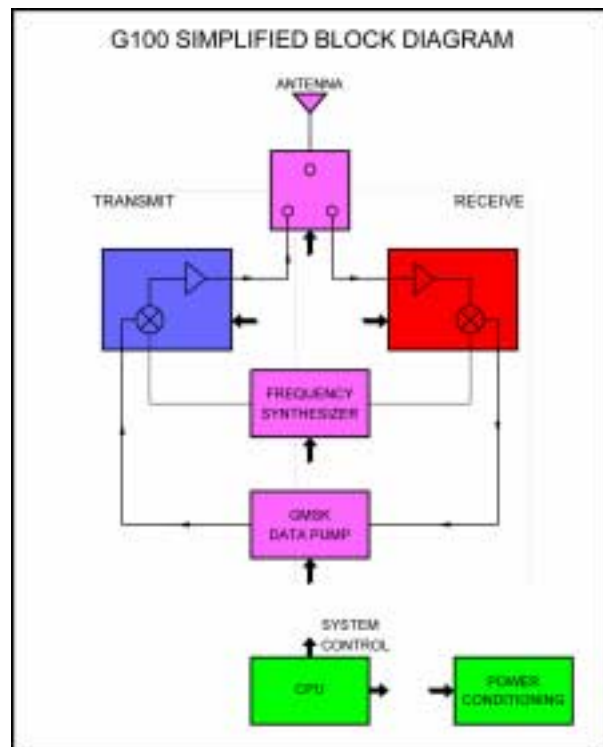 G100 SIMPLIFIED BLOCK DIAGRAM
ANTENNA
TRANSMIT
RECEIVE
FREQUENCY
SYNTHESIZER
GMSK
DATA PUMP
SYSTEM
CONTROL
CPU
POWER
CONDITIONING